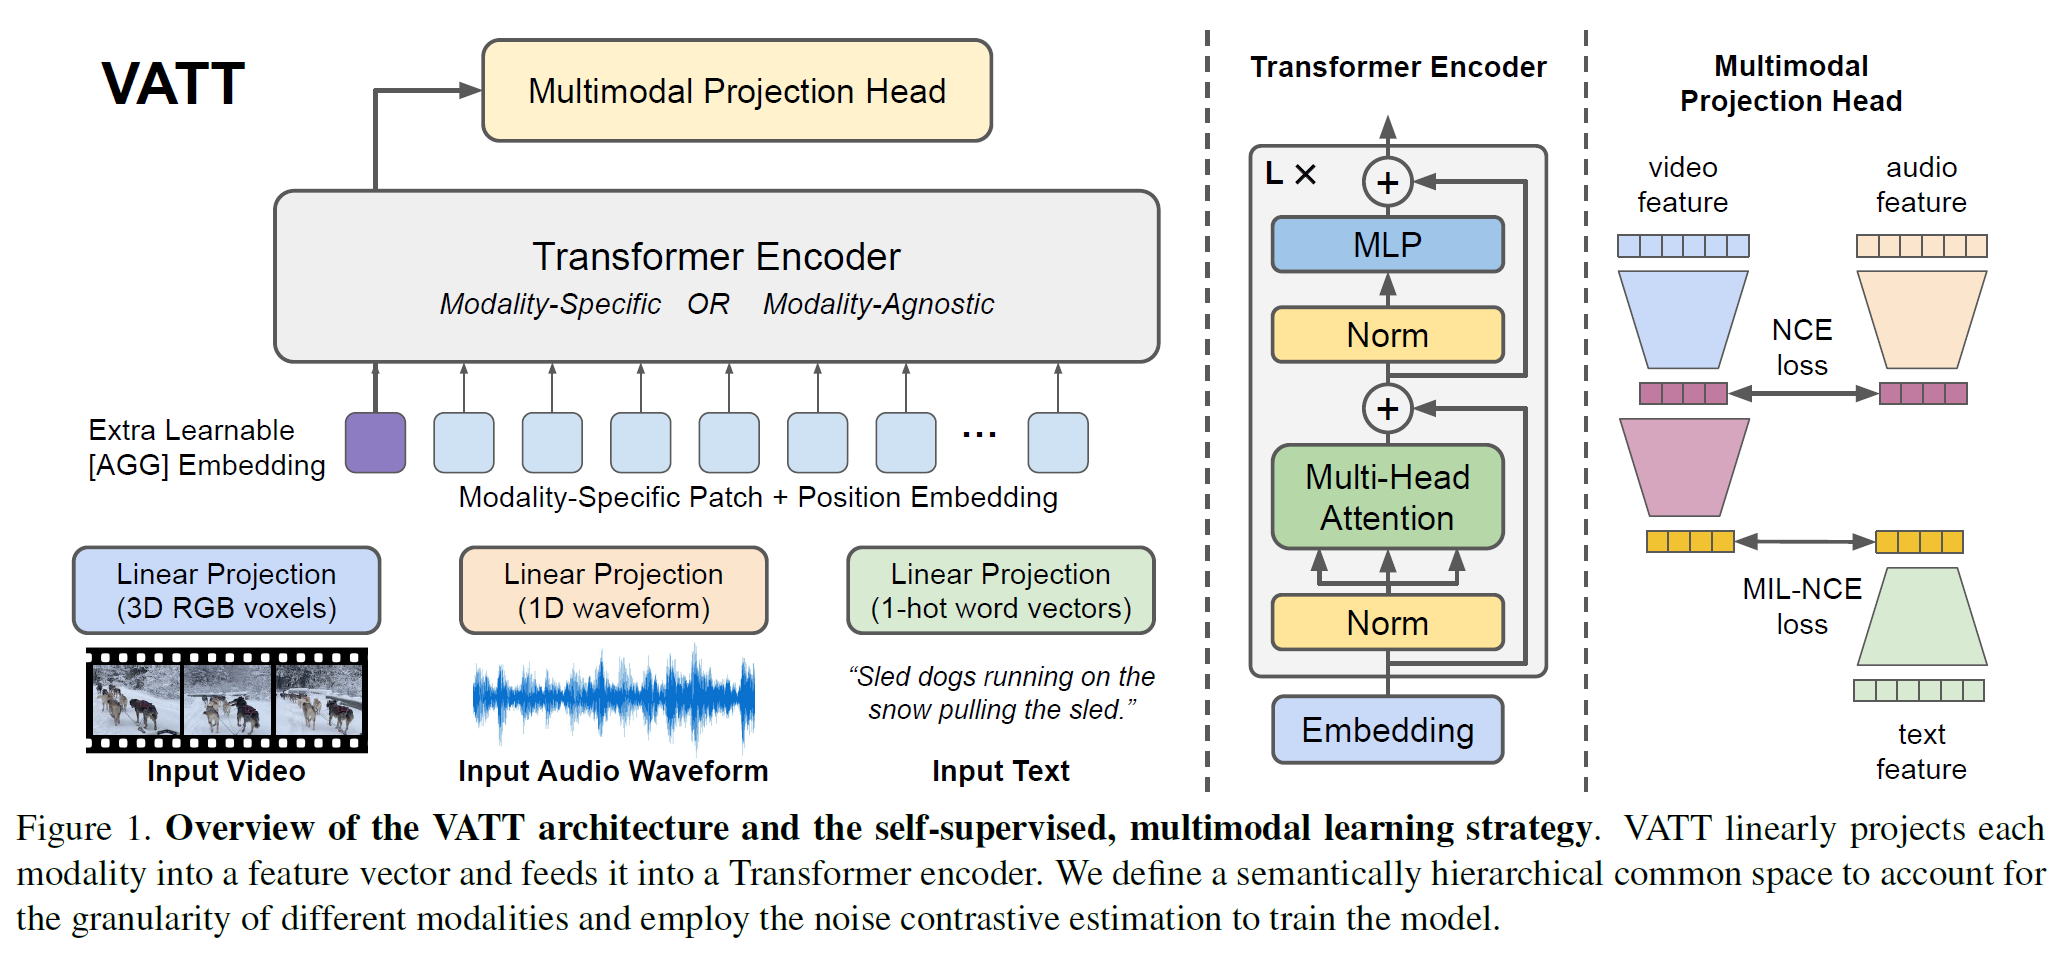 VATT
Multimodal Projection Head
Transformer Encoder
Modality-Specific OR Modality-Agnostic
Extra Learnable
[AGG] Embedding
...
Modality-Specific Patch + Position Embedding
Linear Projection
(3D RGB voxels)
Linear Projection
(1D waveform)
Linear Projection
(1-hot word vectors)
“Sled dogs running on the
snow pulling the sled.”
Input Video
Input Audio Waveform
Input Text
Transformer Encoder
L ×
+
MLP
Norm
+
Multi-Head
Attention
Norm
Embedding
Multimodal
Projection Head
video
feature
audio
feature
NCE
loss
MIL-NCE
loss
text
feature
Figure 1. Overview of the VATT architecture and the self-supervised, multimodal learning strategy. VATT linearly projects each
modality into a feature vector and feeds it into a Transformer encoder. We define a semantically hierarchical common space to account for
the granularity of different modalities and employ the noise contrastive estimation to train the model.